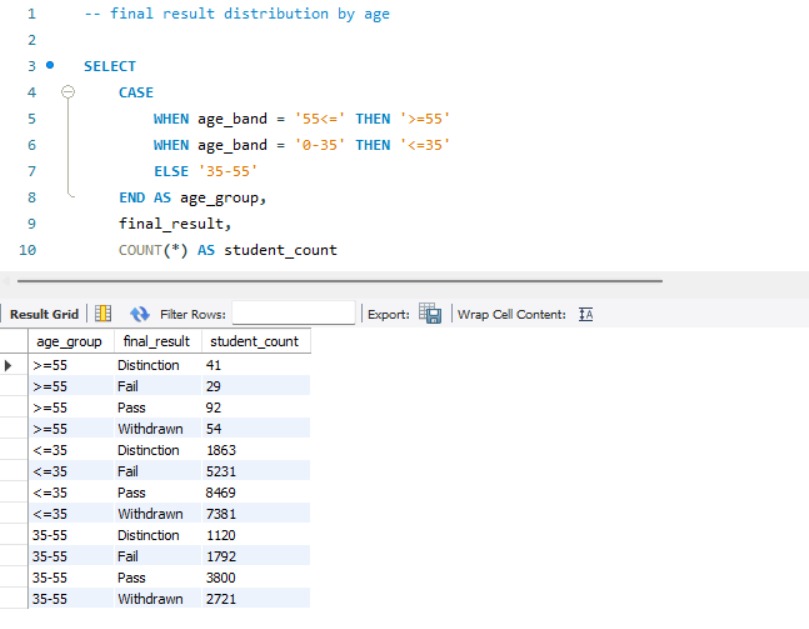 1 -- final result distribution by age
2
3 SELECT
4 CASE
5 WHEN age_band = '55<=' THEN '>=55'
6 WHEN age_band = '0-35' THEN '<=35'
7 ELSE '35-55'
8 END AS age_group,
9 final_result,
10 COUNT(*) AS student_count
Result Grid Filter Rows: Export: Wrap Cell Content: IA
age_group final_result student_count
>=55 Distinction 41
>=55 Fail 29
>=55 Pass 92
>=55 Withdrawn 54
<=35 Distinction 1863
<=35 Fail 5231
<=35 Pass 8469
<=35 Withdrawn 7381
35-55 Distinction 1120
35-55 Fail 1792
35-55 Pass 3800
35-55 Withdrawn 2721